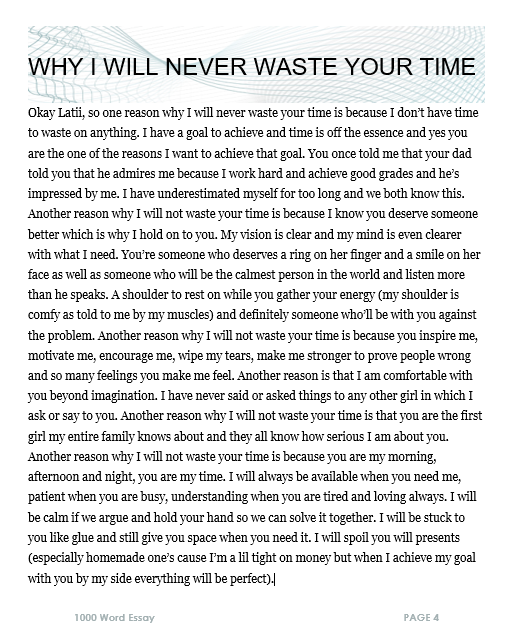 WHY I WILL NEVER WASTE YOUR TIME
Okay Latii, so one reason why I will never waste your time is because I don't have time
to waste on anything. I have a goal to achieve and time is off the essence and yes you
are the one of the reasons I want to achieve that goal. You once told me that your dad
told you that he admires me because I work hard and achieve good grades and he's
impressed by me. I have underestimated myself for too long and we both know this.
Another reason why I will not waste your time is because I know you deserve someone
better which is why I hold on to you. My vision is clear and my mind is even clearer
with what I need. You're someone who deserves a ring on her finger and a smile on her
face as well as someone who will be the calmest person in the world and listen more
than he speaks. A shoulder to rest on while you gather your energy (my shoulder is
comfy as told to me by my muscles) and definitely someone who'll be with you against
the problem. Another reason why I will not waste your time is because you inspire me,
motivate me, encourage me, wipe my tears, make me stronger to prove people wrong
and so many feelings you make me feel. Another reason is that I am comfortable with
you beyond imagination. I have never said or asked things to any other girl in which I
ask or say to you. Another reason why I will not waste your time is that you are the first
girl my entire family knows about and they all know how serious I am about you.
Another reason why I will not waste your time is because you are my morning,
afternoon and night, you are my time. I will always be available when you need me,
patient when you are busy, understanding when you are tired and loving always. I will
be calm if we argue and hold your hand so we can solve it together. I will be stuck to
you like glue and still give you space when you need it. I will spoil you will presents
(especially homemade one's cause I'm a lil tight on money but when I achieve my goal
with you by my side everything will be perfect).
1000 Word Essay PAGE 4